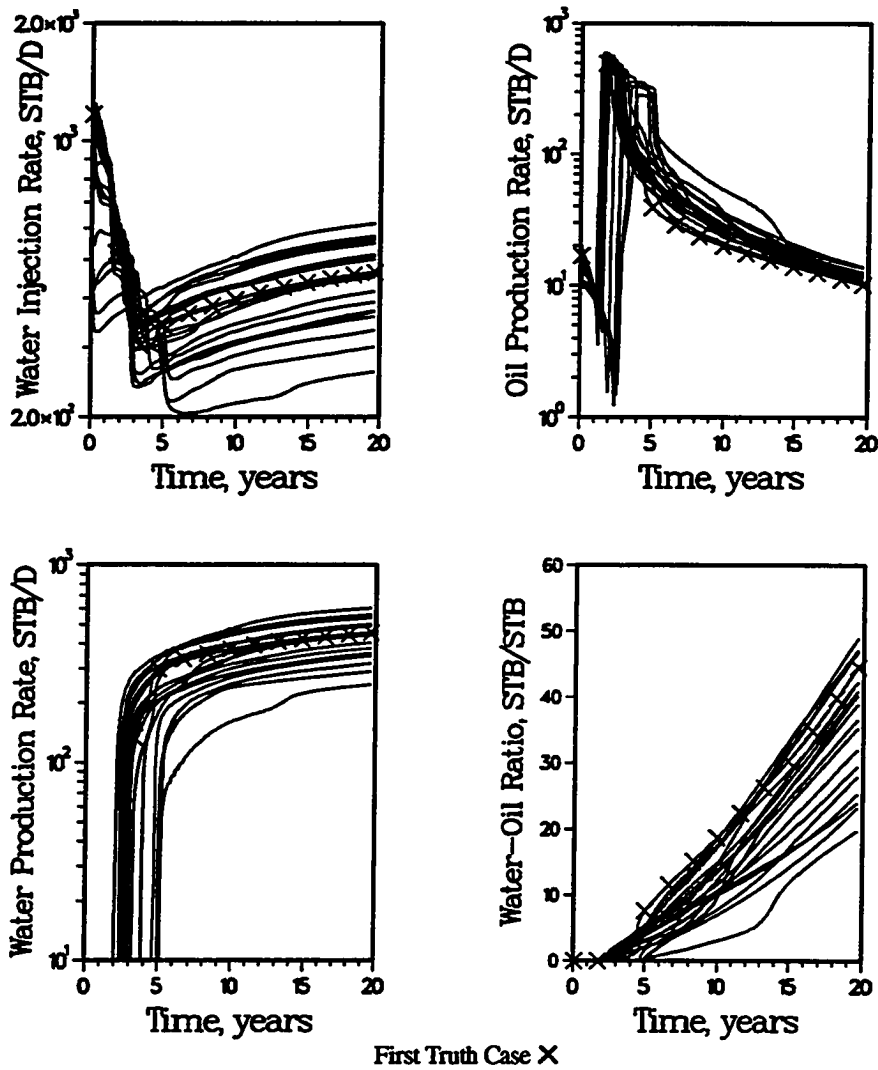 Water Injection Rate, STB/D
2.0×10³
10³
2.0×10²
0 5 10 15 20
Time, years
Oil Production Rate, STB/D
10³
10²
10¹
10⁰
0 5 10 15 20
Time, years
Water Production Rate, STB/D
10³
10²
10¹
0 5 10 15 20
Time, years
Water-Oil Ratio, STB/STB
60
50
40
30
20
10
0
0 5 10 15 20
Time, years
First Truth Case ×